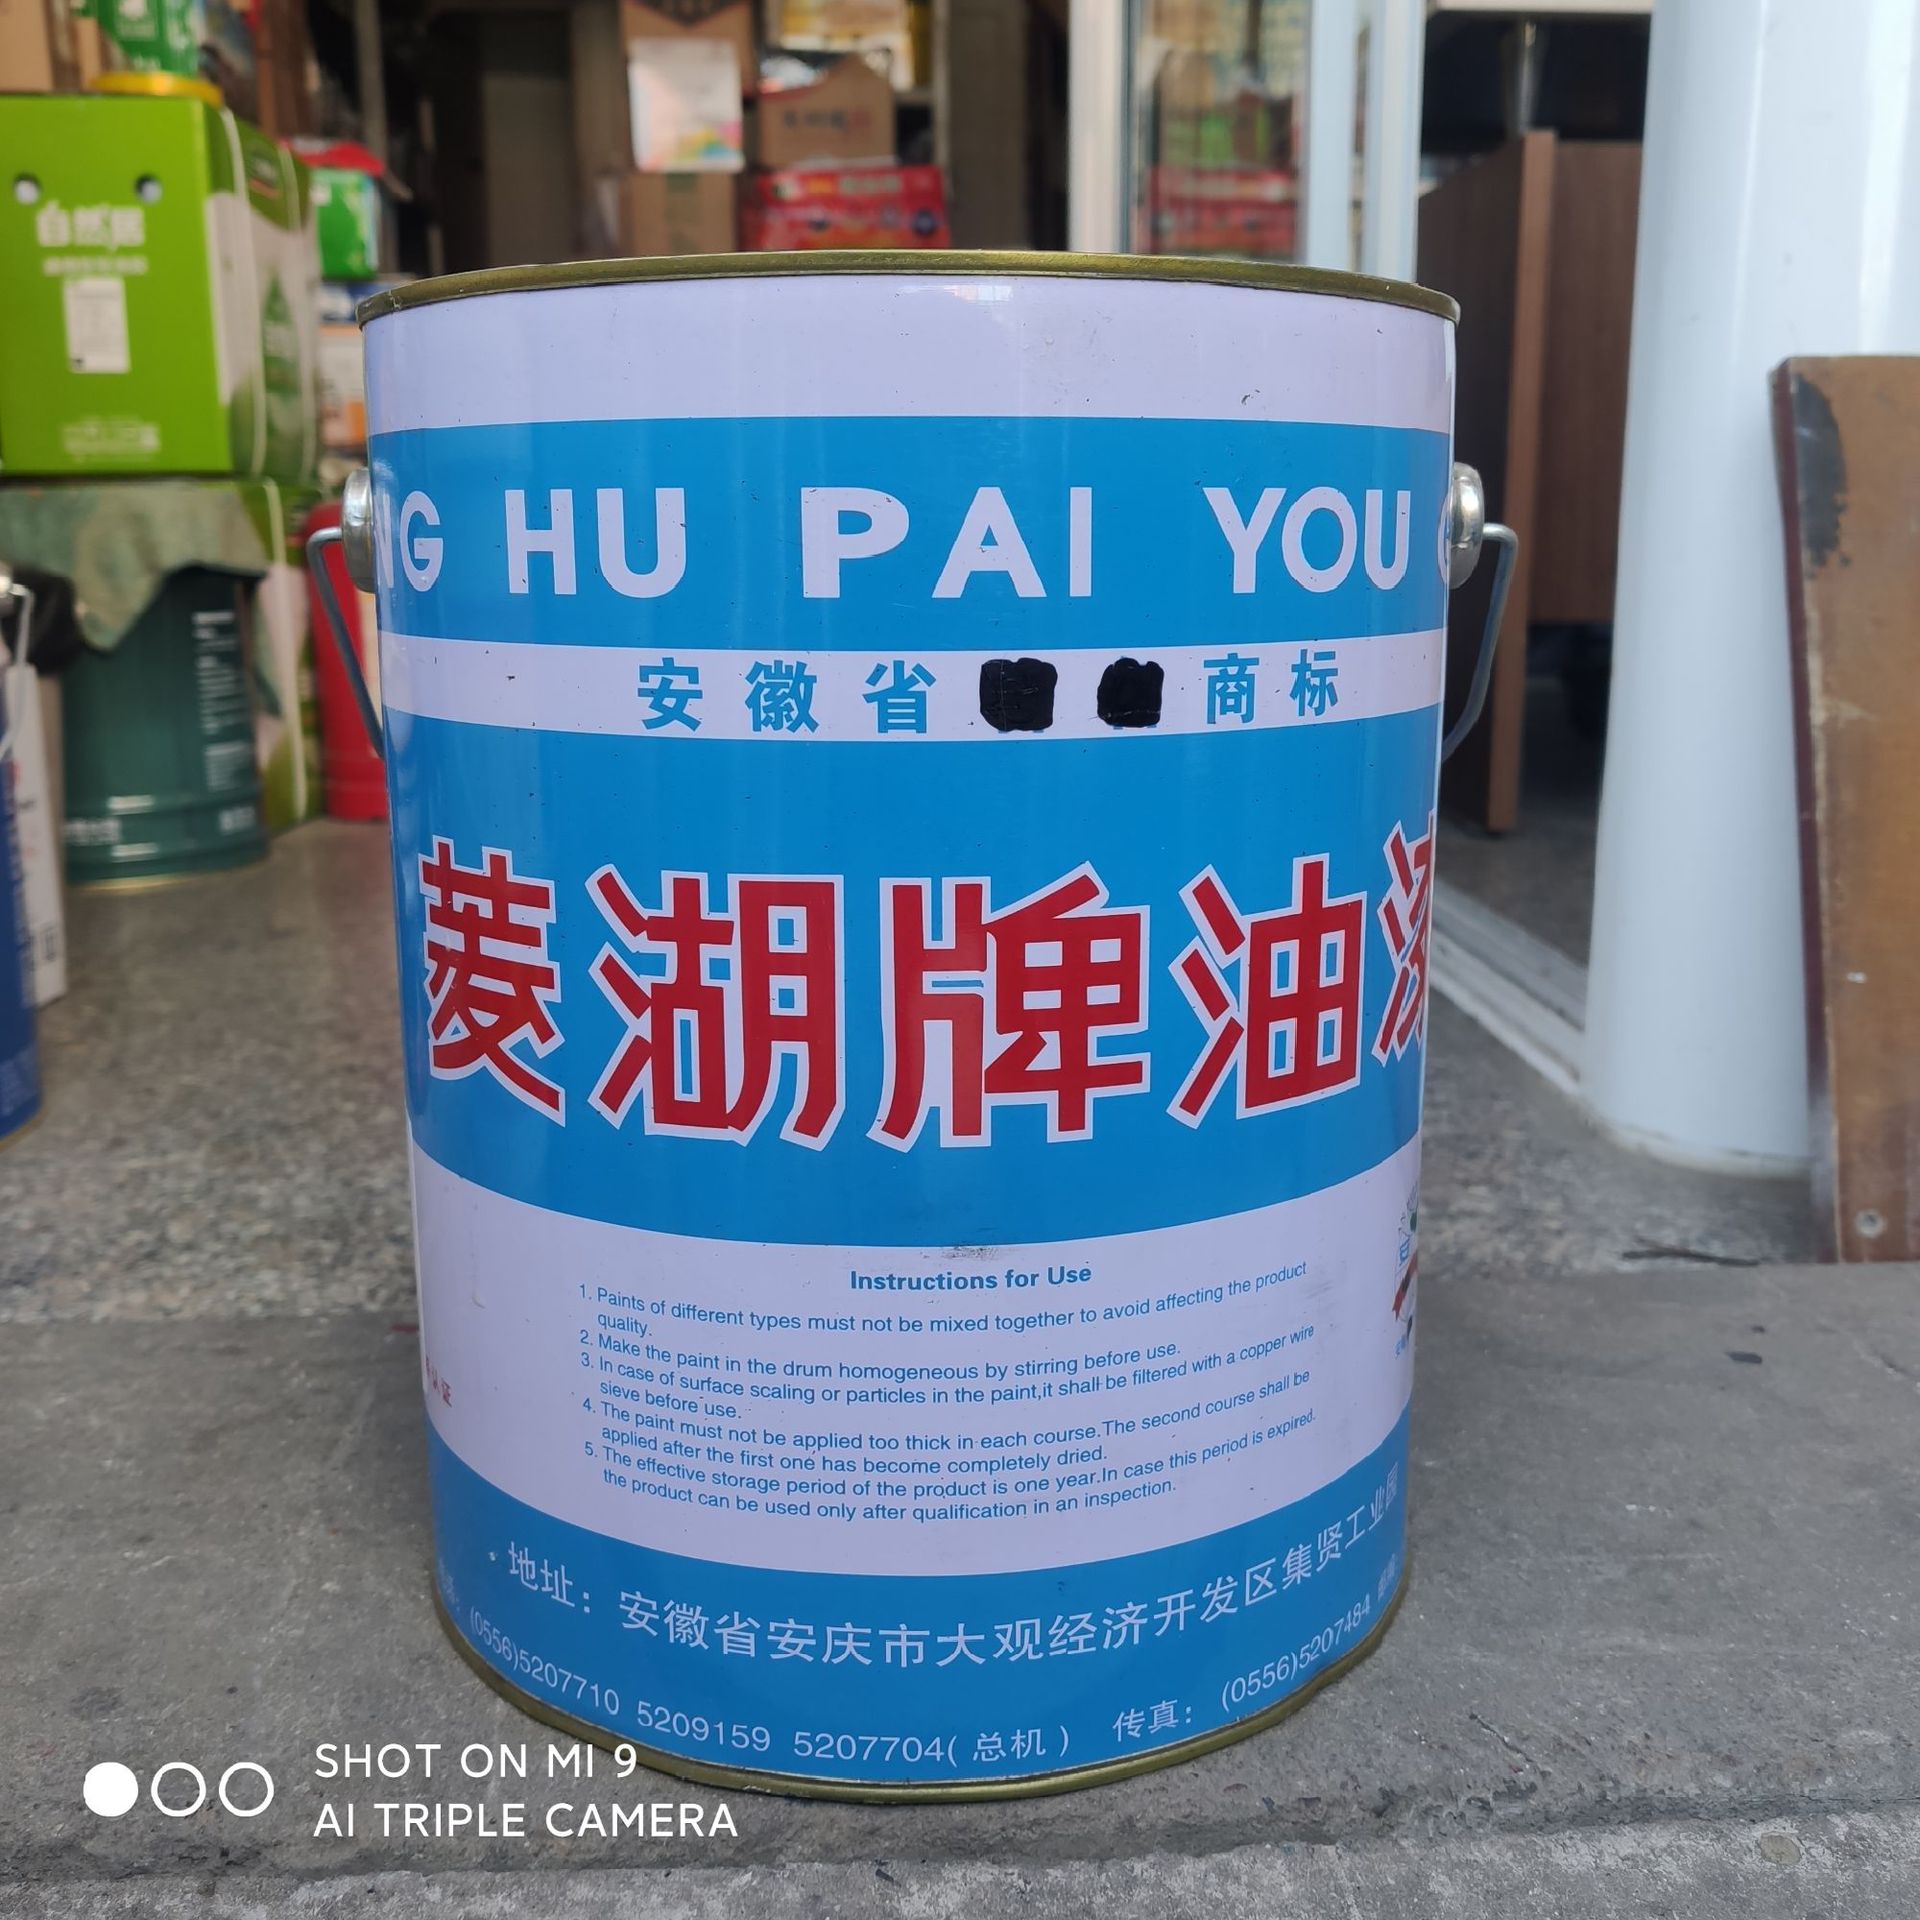 自然居
NG HU PAI YOU
安徽省 商标
菱湖牌油漆
Instructions for Use
1. Paints of different types must not be mixed together to avoid affecting the product
quality.
2. Make the paint in the drum homogeneous by stirring before use.
3. In case of surface scaling or particles in the paint,it shall be filtered with a copper wire
sieve before use.
4. The paint must not be applied too thick in each course.The second course shall be
applied after the first one has become completely dried.
5. The effective storage period of the product is one year.In case this period is expired.
the product can be used only after qualification in an inspection.
认证
地址：安徽省安庆市大观经济开发区集贤工业园
(0556)5207710 5209159 5207704(总机) 传真：(0556)5207484
SHOT ON MI 9
AI TRIPLE CAMERA